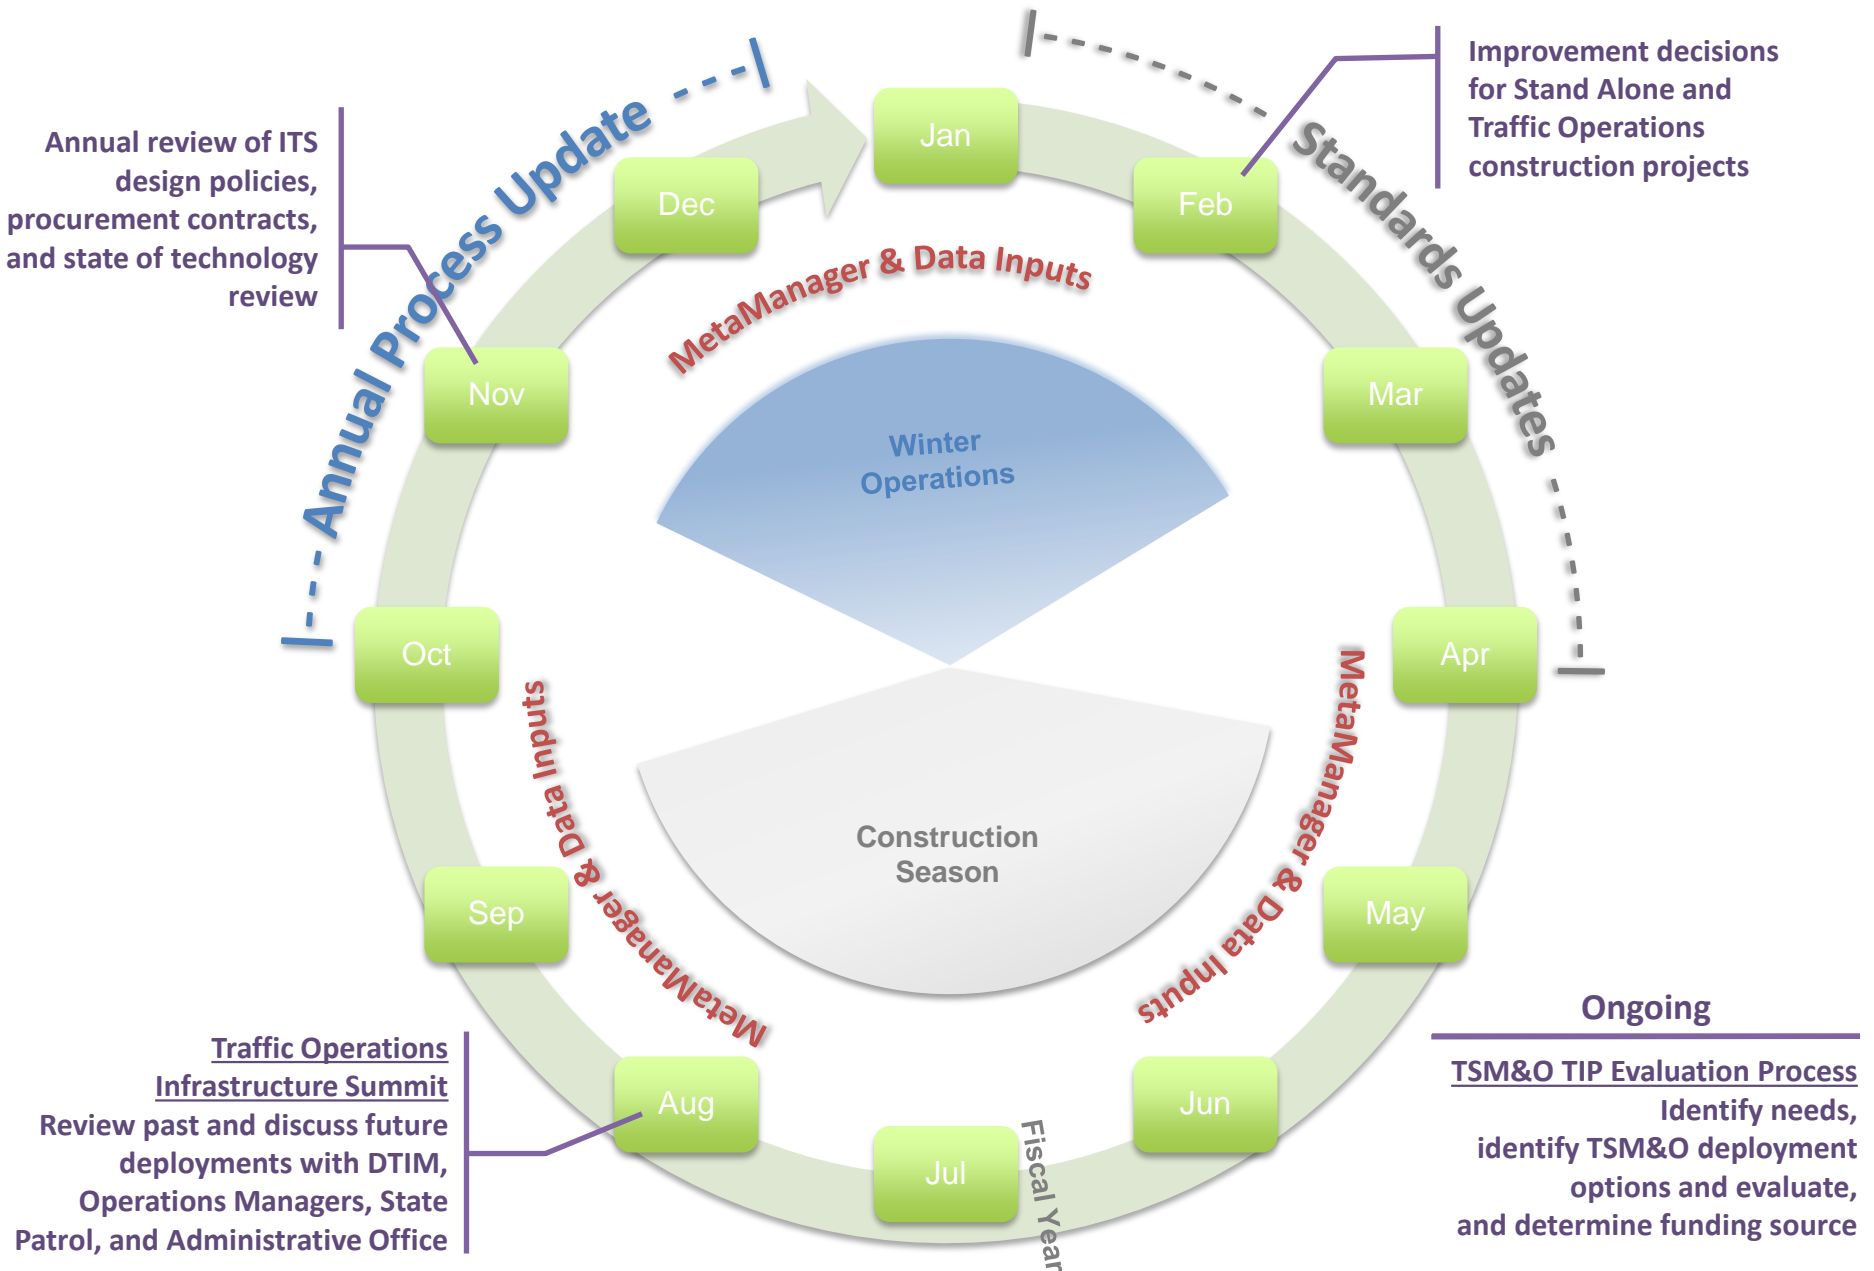 Annual review of ITS
design policies,
procurement contracts,
and state of technology
review
Annual Process Update
Jan
Feb
Mar
Apr
May
Jun
Jul
Aug
Sep
Oct
Nov
Dec
Standards Updates
Improvement decisions
for Stand Alone and
Traffic Operations
construction projects
MetaManager & Data Inputs
Winter
Operations
MetaManager & Data Inputs
MetaManager & Data Inputs
Construction
Season
Fiscal Year
Traffic Operations
Infrastructure Summit
Review past and discuss future
deployments with DTIM,
Operations Managers, State
Patrol, and Administrative Office
Ongoing
TSM&O TIP Evaluation Process
Identify needs,
identify TSM&O deployment
options and evaluate,
and determine funding source